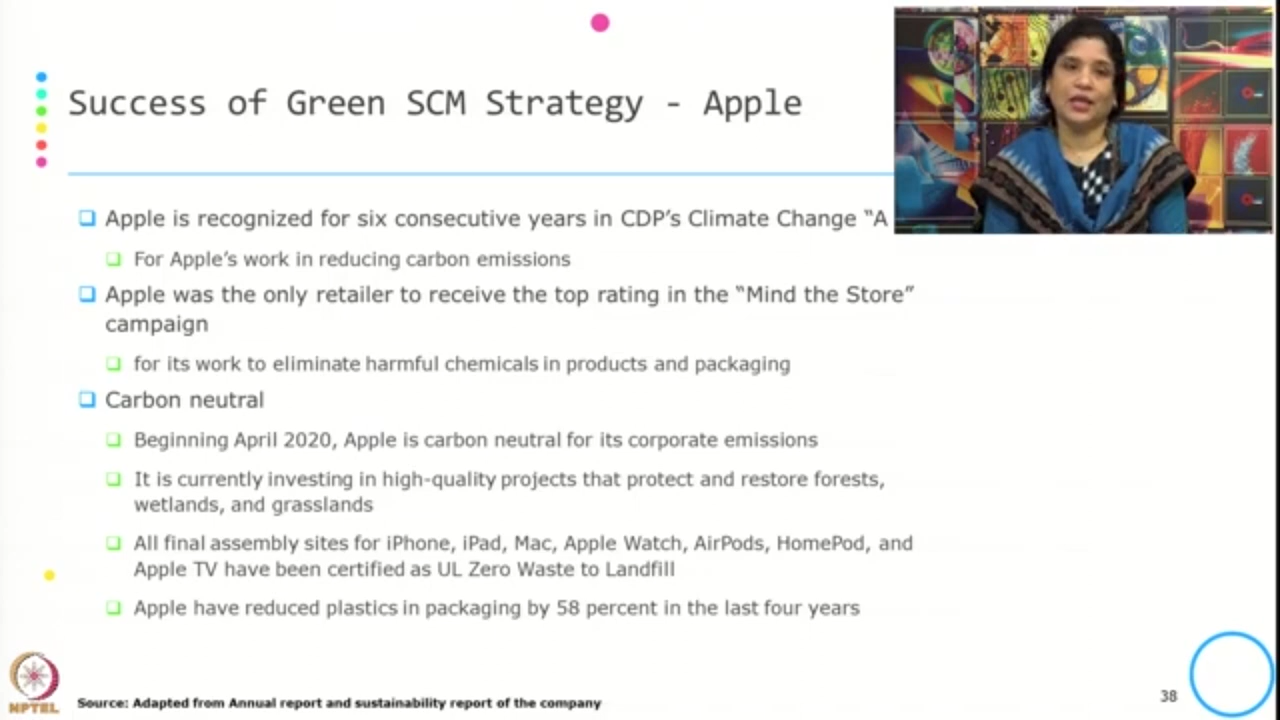 Success of Green SCM Strategy - Apple
Apple is recognized for six consecutive years in CDP's Climate Change “A
For Apple's work in reducing carbon emissions
Apple was the only retailer to receive the top rating in the “Mind the Store”
campaign
for its work to eliminate harmful chemicals in products and packaging
Carbon neutral
Beginning April 2020, Apple is carbon neutral for its corporate emissions
It is currently investing in high-quality projects that protect and restore forests,
wetlands, and grasslands
All final assembly sites for iPhone, iPad, Mac, Apple Watch, AirPods, HomePod, and
Apple TV have been certified as UL Zero Waste to Landfill
Apple have reduced plastics in packaging by 58 percent in the last four years
NPTEL
Source: Adapted from Annual report and sustainability report of the company
38